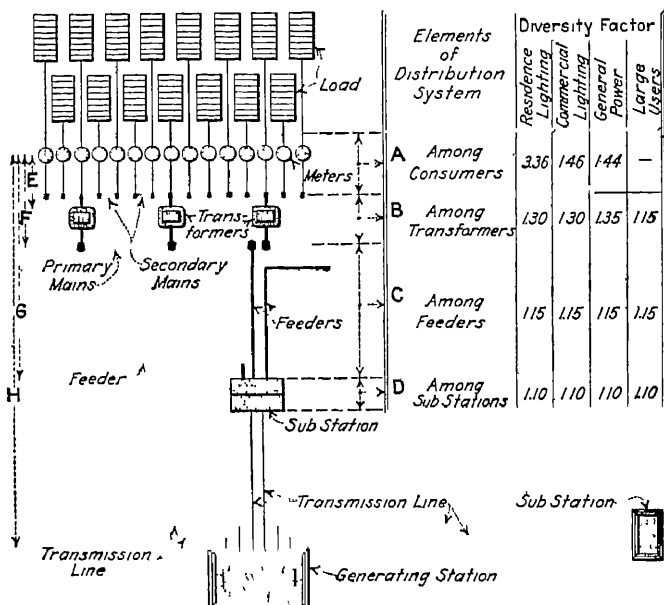 Elements
of
Distribution
System
Diversity Factor
Residence
Lighting
Commercial
Lighting
General
Power
Large
Users
Load
Meters
A Among
Consumers
3.36 1.46 1.44 —
E
F
G
H
Transformers
B Among
Transformers
1.30 1.30 1.35 1.15
Primary
Mains
Secondary
Mains
C Among
Feeders
1.15 1.15 1.15 1.15
Feeders
Feeder
D Among
Sub Stations
1.10 1.10 1.10 1.10
Sub Station
Transmission Line
Sub Station
Transmission
Line
Generating Station